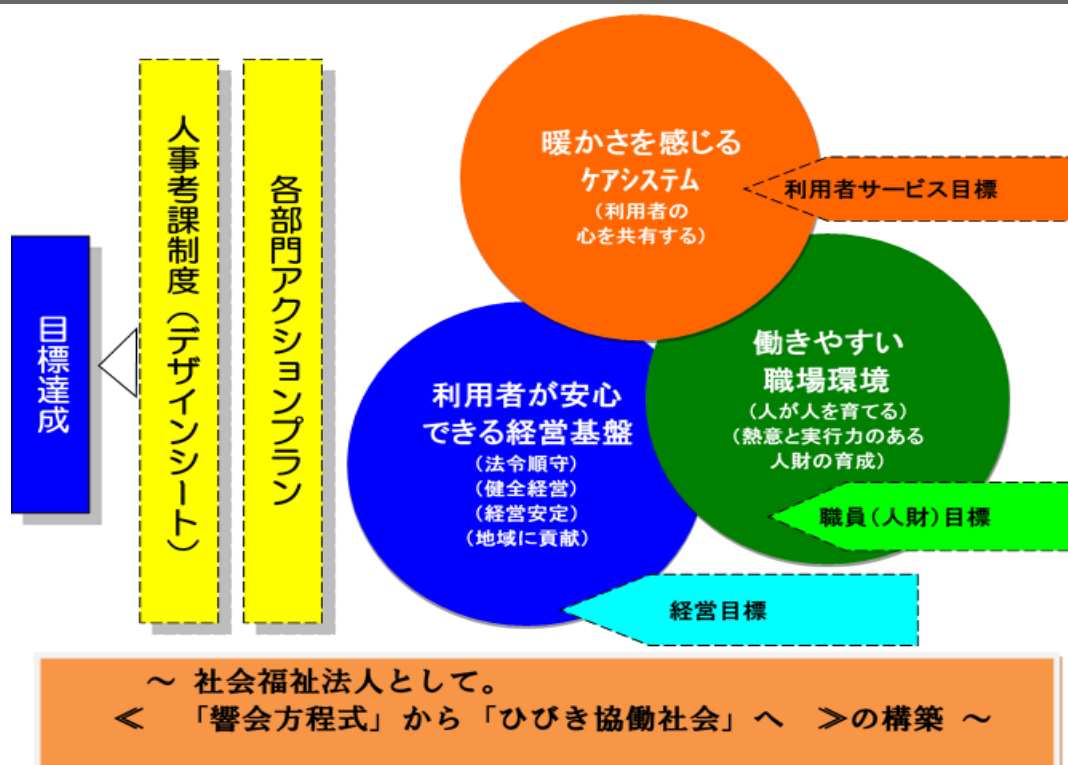 目標達成
人事考課制度（デザインシート）
各部門アクションプラン
暖かさを感じる
ケアシステム
（利用者の
心を共有する）
利用者サービス目標
働きやすい
職場環境
（人が人を育てる）
（熱意と実行力のある
人財の育成）
職員（人財）目標
利用者が安心
できる経営基盤
（法令順守）
（健全経営）
（経営安定）
（地域に貢献）
経営目標
～ 社会福祉法人として。
≪ 「響会方程式」から「ひびき協働社会」へ ≫の構築 ～